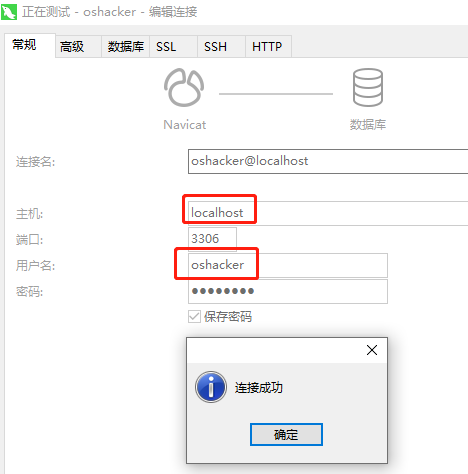 正在测试 - oshacker - 编辑连接
常规 高级 数据库 SSL SSH HTTP
Navicat 数据库
连接名: oshacker@localhost
主机: localhost
端口: 3306
用户名: oshacker
密码: ●●●●●●●●
保存密码
连接成功
确定